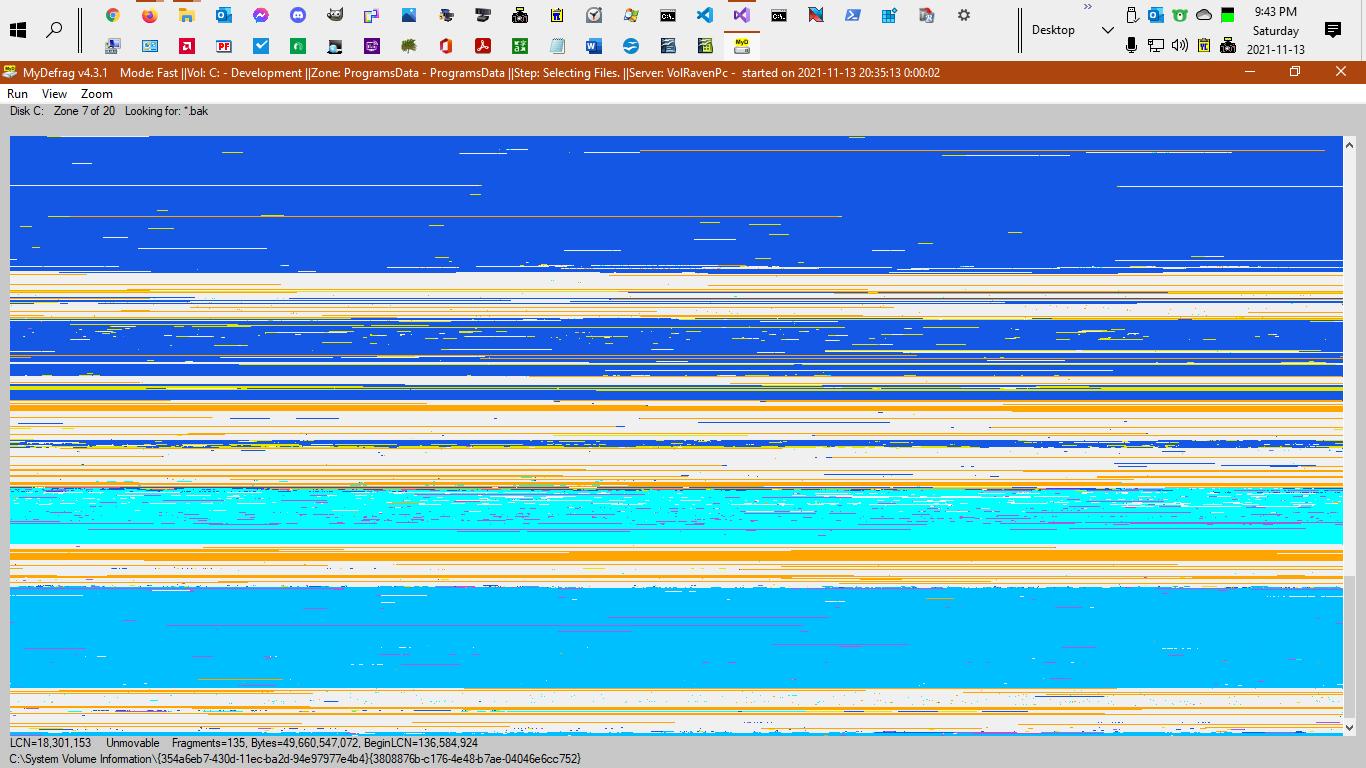 9:43 PM
Desktop
Saturday
2021-11-13
MyDefrag v4.3.1 Mode: Fast ||Vol: C: - Development ||Zone: ProgramsData - ProgramsData ||Step: Selecting Files. ||Server: VolRavenPc - started on 2021-11-13 20:35:13 0:00:02
Run View Zoom
Disk C: Zone 7 of 20 Looking for: *.bak
LCN=18,301,153 Unmovable Fragments=135, Bytes=49,660,547,072, BeginLCN=136,584,924
C:\System Volume Information\{354a6eb7-430d-11ec-ba2d-94e97977e4b4}{3808876b-c176-4e48-b7ae-04046e6cc752}